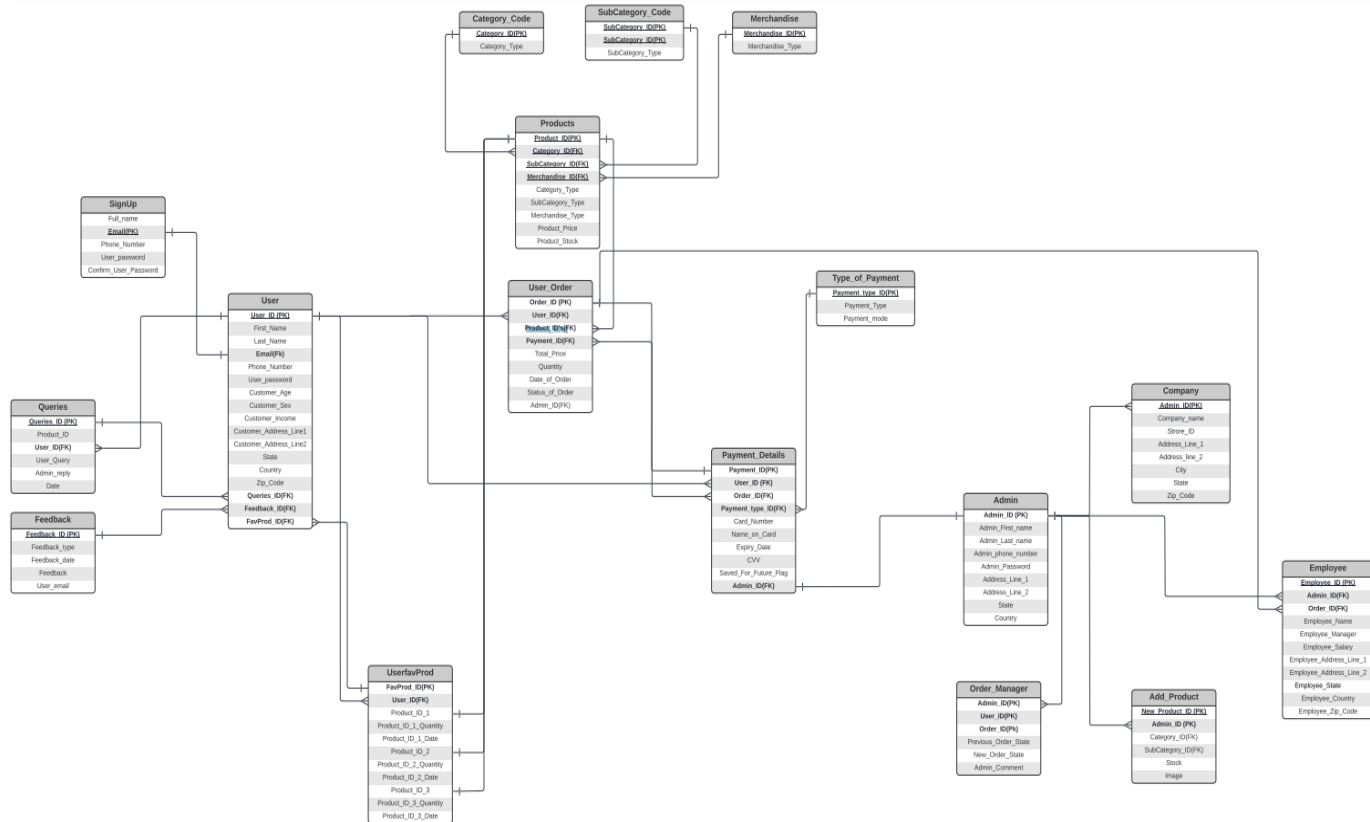 Category_Code
Category_ID(PK)
Category_Type
SubCategory_Code
SubCategory_ID(PK)
SubCategory_ID(PK)
SubCategory_Type
Merchandise
Merchandise_ID(PK)
Merchandise_Type
Products
Product_ID(PK)
Category_ID(FK)
SubCategory_ID(FK)
Merchandise_ID(FK)
Category_Type
SubCategory_Type
Merchandise_Type
Product_Price
Product_Stock
SignUp
Full_name
Email(PK)
Phone_Number
User_password
Confirm_User_Password
User
User_ID (PK)
First_Name
Last_Name
Email(Fk)
Phone_Number
User_password
Customer_Age
Customer_Sex
Customer_Income
Customer_Address_Line1
Customer_Address_Line2
State
Country
Zip_Code
Queries_ID(FK)
Feedback_ID(FK)
FavProd_ID(FK)
User_Order
Order_ID (PK)
User_ID(FK)
Product_ID's(FK)
Payment_ID(FK)
Total_Price
Quantity
Date_of_Order
Status_of_Order
Admin_ID(FK)
Type_of_Payment
Payment_type_ID(PK)
Payment_Type
Payment_mode
Queries
Queries_ID (PK)
Product_ID
User_ID(FK)
User_Query
Admin_reply
Date
Feedback
Feedback_ID (PK)
Feedback_type
Feedback_date
Feedback
User_email
Payment_Details
Payment_ID(PK)
User_ID (FK)
Order_ID(FK)
Payment_type_ID(FK)
Card_Number
Name_on_Card
Expiry_Date
CVV
Saved_For_Future_Flag
Admin_ID(FK)
Company
Admin_ID(PK)
Company_name
Strore_ID
Address_Line_1
Address_line_2
City
State
Zip_Code
Admin
Admin_ID (PK)
Admin_First_name
Admin_Last_name
Admin_phone_number
Admin_Password
Address_Line_1
Address_Line_2
State
Country
Employee
Employee_ID (PK)
Admin_ID(FK)
Order_ID(FK)
Employee_Name
Employee_Manager
Employee_Salary
Employee_Address_Line_1
Employee_Address_Line_2
Employee_State
Employee_Country
Employee_Zip_Code
UserfavProd
FavProd_ID(PK)
User_ID(FK)
Product_ID_1
Product_ID_1_Quantity
Product_ID_1_Date
Product_ID_2
Product_ID_2_Quantity
Product_ID_2_Date
Product_ID_3
Product_ID_3_Quantity
Product_ID_3_Date
Order_Manager
Admin_ID(PK)
User_ID(PK)
Order_ID(Pk)
Previous_Order_State
New_Order_State
Admin_Comment
Add_Product
New_Product_ID (PK)
Admin_ID (PK)
Category_ID(FK)
SubCategory_ID(FK)
Stock
Image